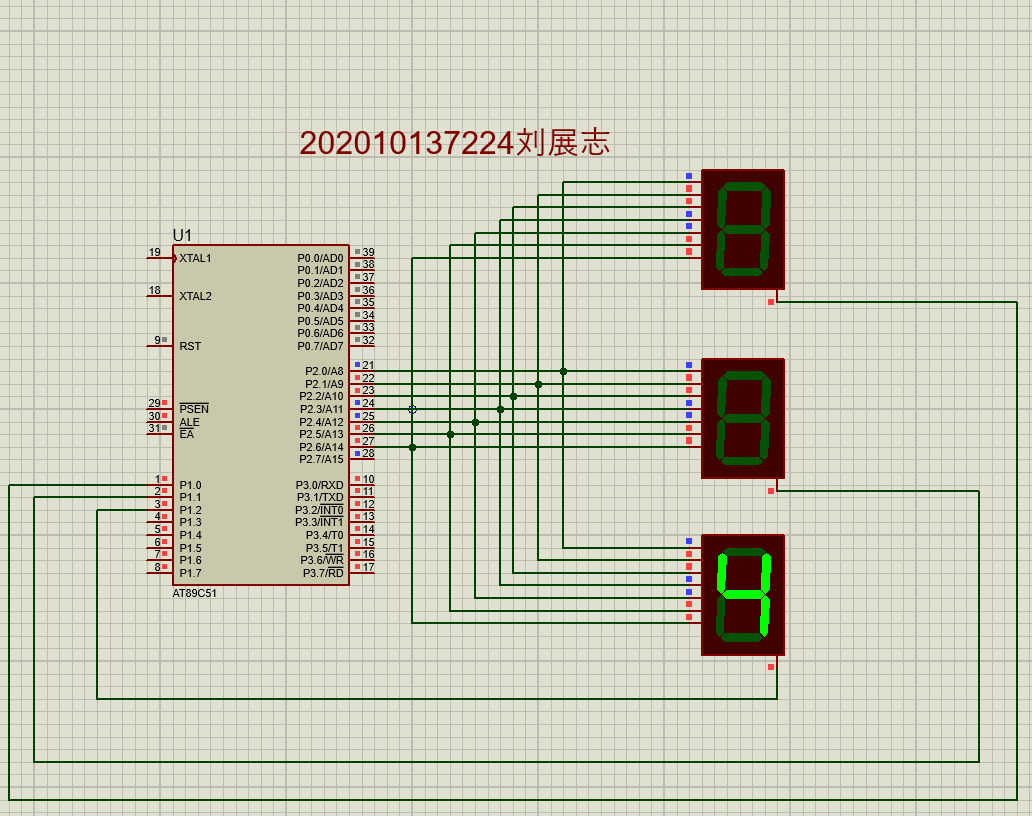 202010137224刘展志
U1
19 XTAL1
18 XTAL2
9 RST
29 PSEN
30 ALE
31 EA
1 P1.0
2 P1.1
3 P1.2
4 P1.3
5 P1.4
6 P1.5
7 P1.6
8 P1.7
P0.0/AD0 39
P0.1/AD1 38
P0.2/AD2 37
P0.3/AD3 36
P0.4/AD4 35
P0.5/AD5 34
P0.6/AD6 33
P0.7/AD7 32
P2.0/A8 21
P2.1/A9 22
P2.2/A10 23
P2.3/A11 24
P2.4/A12 25
P2.5/A13 26
P2.6/A14 27
P2.7/A15 28
P3.0/RXD 10
P3.1/TXD 11
P3.2/INT0 12
P3.3/INT1 13
P3.4/T0 14
P3.5/T1 15
P3.6/WR 16
P3.7/RD 17
AT89C51
4